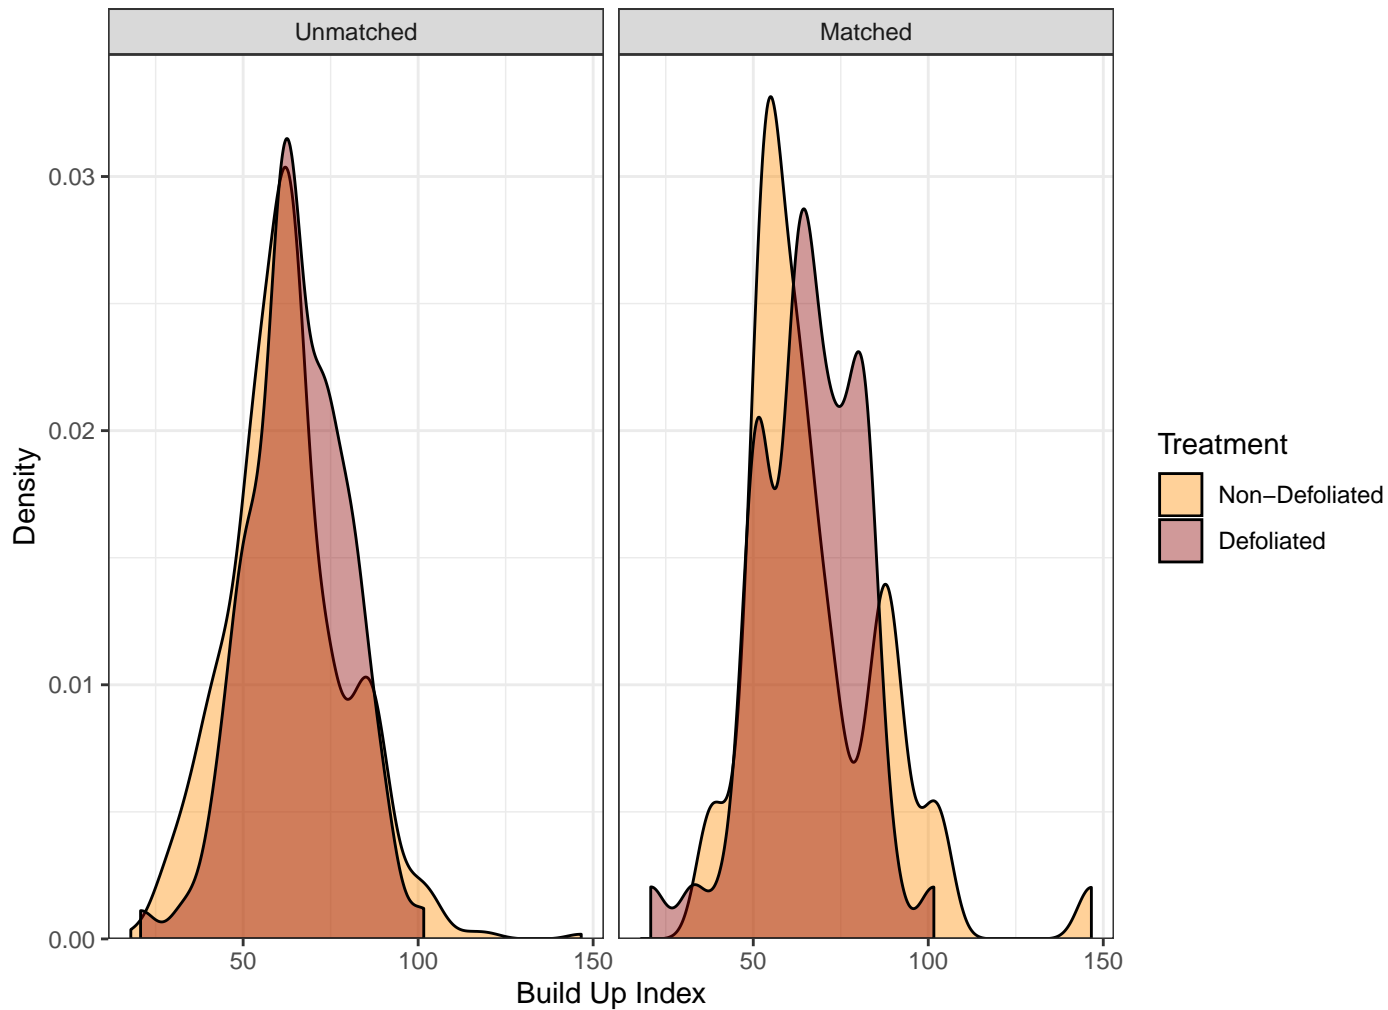 Unmatched
Matched
0.03
0.02
0.01
0.00
Density
50
100
150
50
100
150
Build Up Index
Treatment
Non−Defoliated
Defoliated